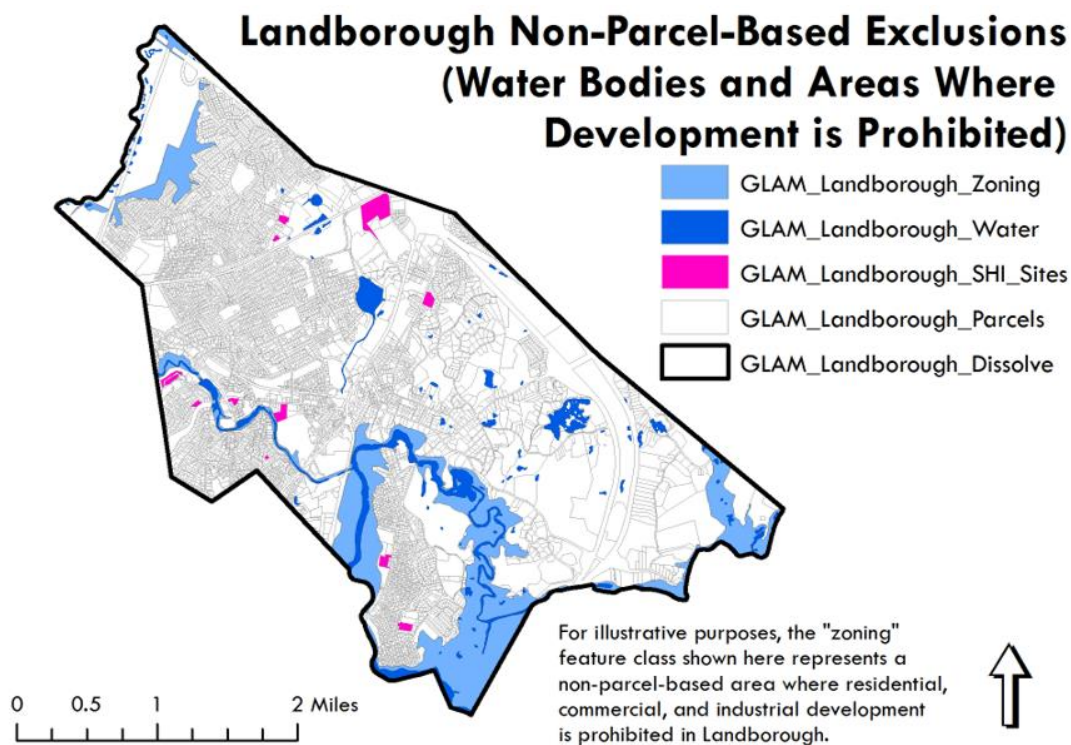 Landborough Non-Parcel-Based Exclusions
(Water Bodies and Areas Where
Development is Prohibited)
GLAM_Landborough_Zoning
GLAM_Landborough_Water
GLAM_Landborough_SHI_Sites
GLAM_Landborough_Parcels
GLAM_Landborough_Dissolve
For illustrative purposes, the "zoning"
feature class shown here represents a
non-parcel-based area where residential,
commercial, and industrial development
is prohibited in Landborough.
0 0.5 1 2 Miles